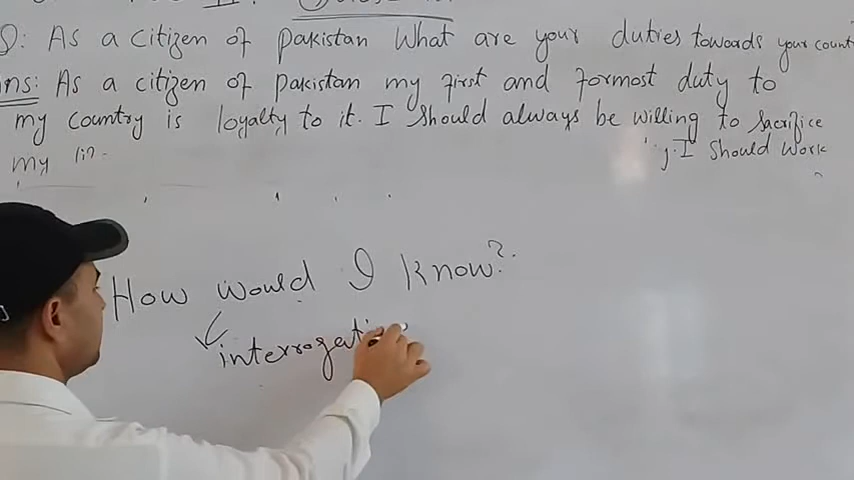 Q: As a citizen of pakistan What are your duties towards your count
ans: As a citizen of pakistan my first and formost duty to
my country is loyalty to it. I should always be willing to sacrifice
my
I should work
How would I know?
interrogati